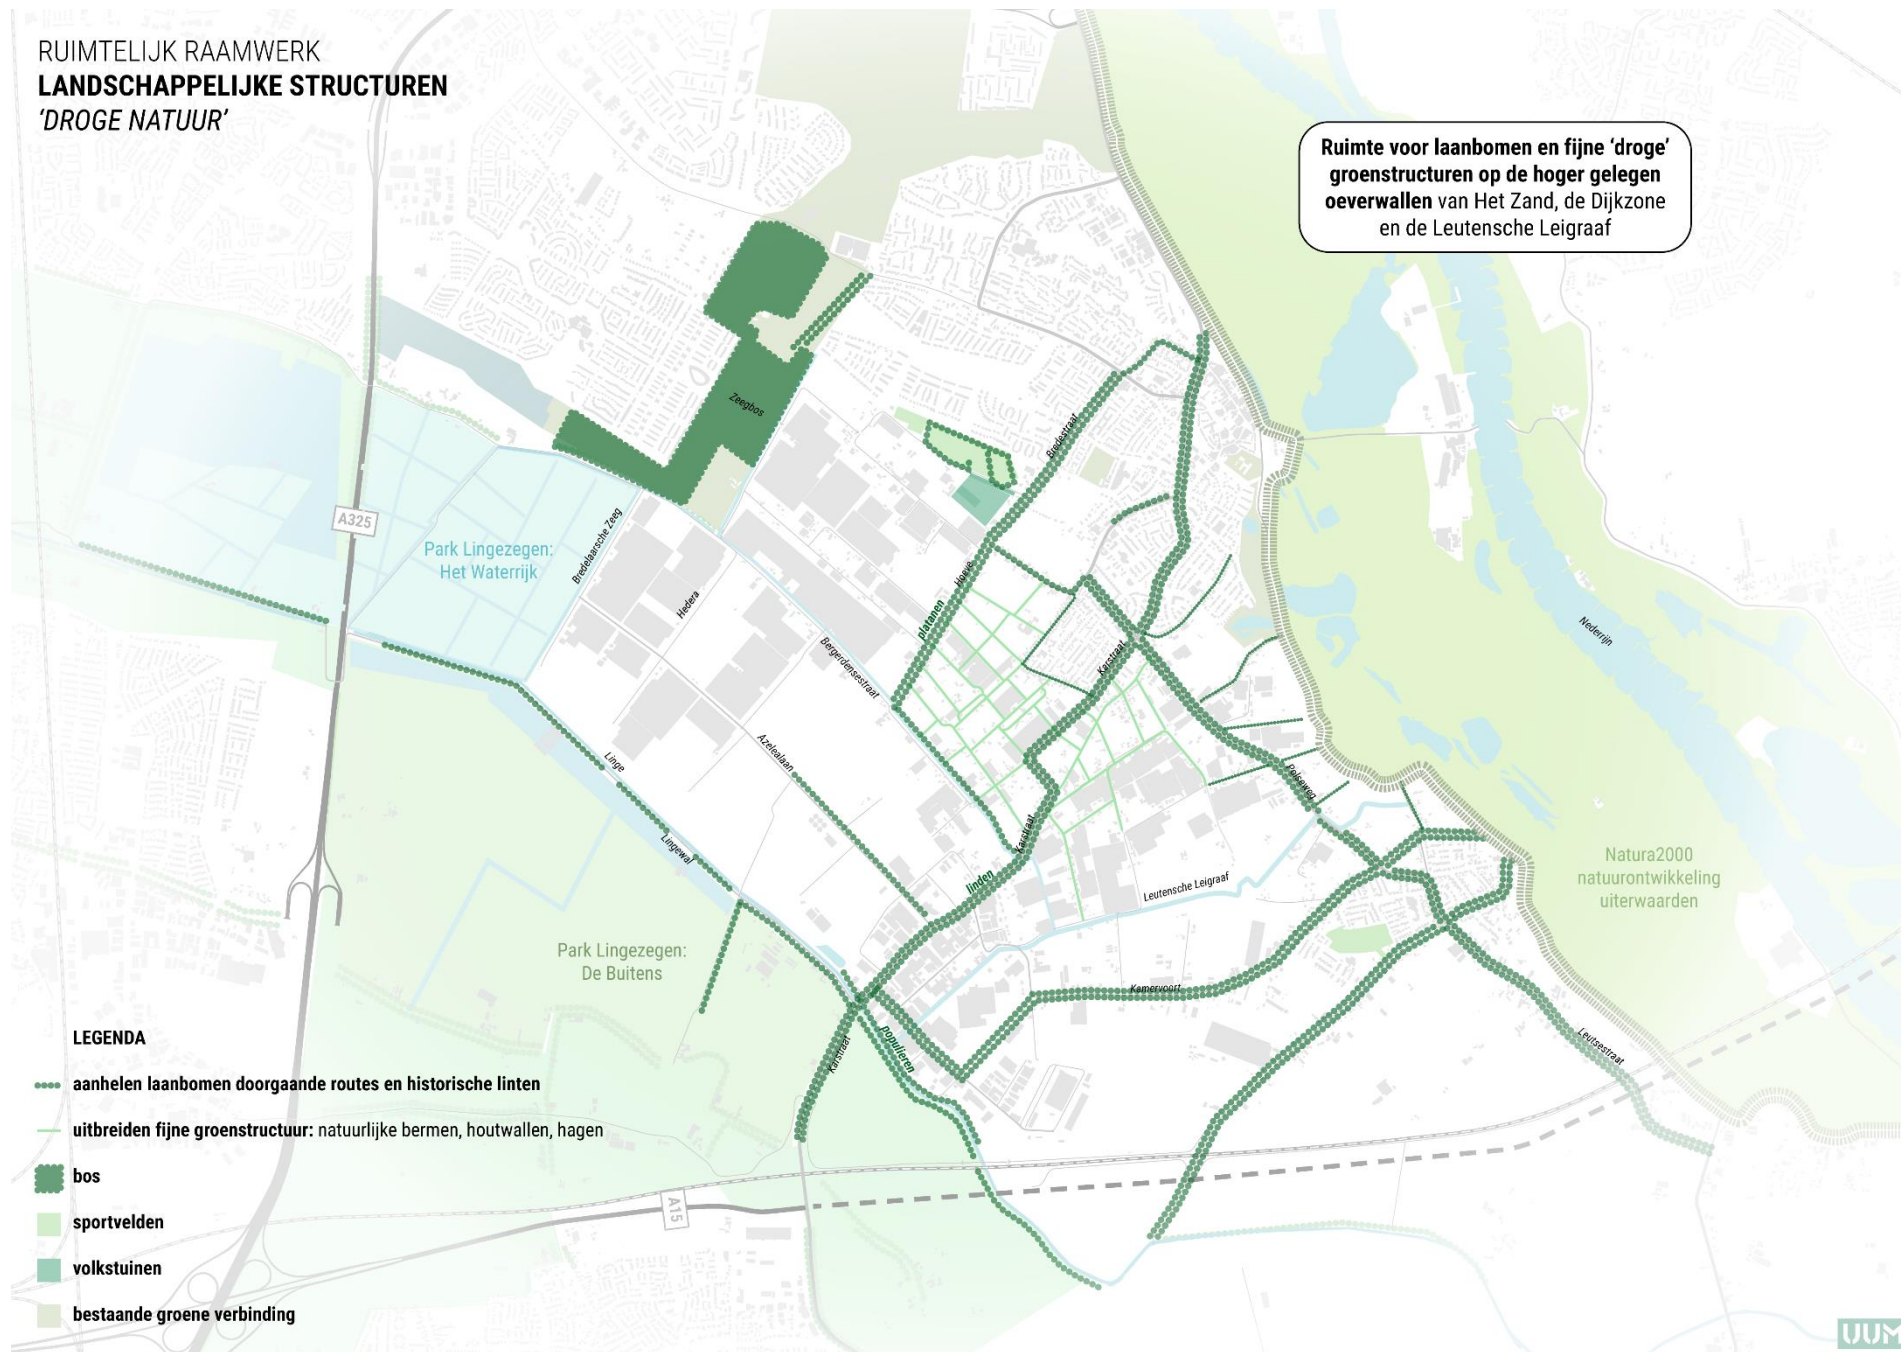 RUIMTELIJK RAAMWERK
LANDSCHAPPELIJKE STRUCTUREN
‘DROGE NATUUR’
Ruimte voor laanbomen en fijne ‘droge’
groenstructuren op de hoger gelegen
oeverwallen van Het Zand, de Dijkzone
en de Leutensche Leigraaf
Zeegbos
Bredestraat
A325
Park Lingezegen:
Het Waterrijk
Bredelaarsche Zeeg
Hedera
Hoeve
platanen
Bergerdensestraat
Karstraat
Nederrijn
Azelealaan
Linge
Polseweg
Lingewal
Karstraat
linden
Leutensche Leigraaf
Natura2000
natuurontwikkeling
uiterwaarden
Park Lingezegen:
De Buitens
Kamervoort
Karstraat
populieren
Leutsestraat
A15
LEGENDA
aanhelen laanbomen doorgaande routes en historische linten
uitbreiden fijne groenstructuur: natuurlijke bermen, houtwallen, hagen
bos
sportvelden
volkstuinen
bestaande groene verbinding
UUM